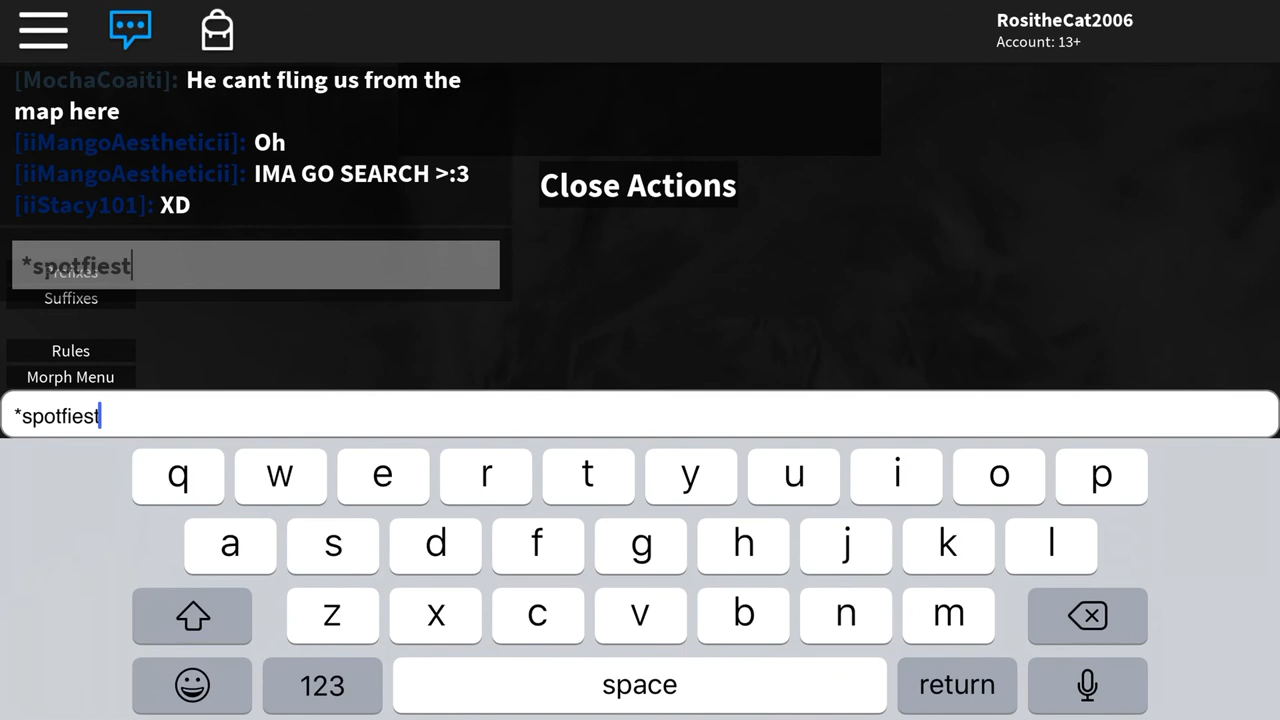 RositheCat2006
Account: 13+
[MochaCoaiti]: He cant fling us from the
map here
[iiMangoAestheticii]: Oh
[iiMangoAestheticii]: IMA GO SEARCH >:3
[iiStacy101]: XD
Close Actions
*spotfiest
Prefixes
Suffixes
Rules
Morph Menu
*spotfiest
q w e r t y u i o p
a s d f g h j k l
z x c v b n m
123 space return